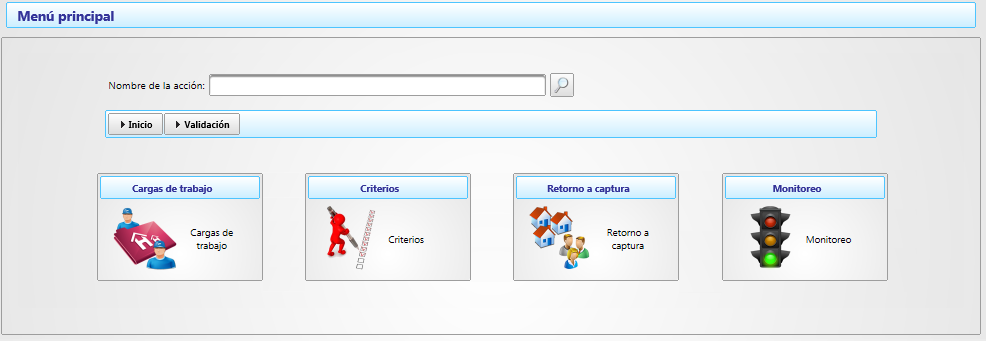 Menú principal
Nombre de la acción:
Inicio Validación
Cargas de trabajo
Cargas de trabajo
Criterios
Criterios
Retorno a captura
Retorno a captura
Monitoreo
Monitoreo